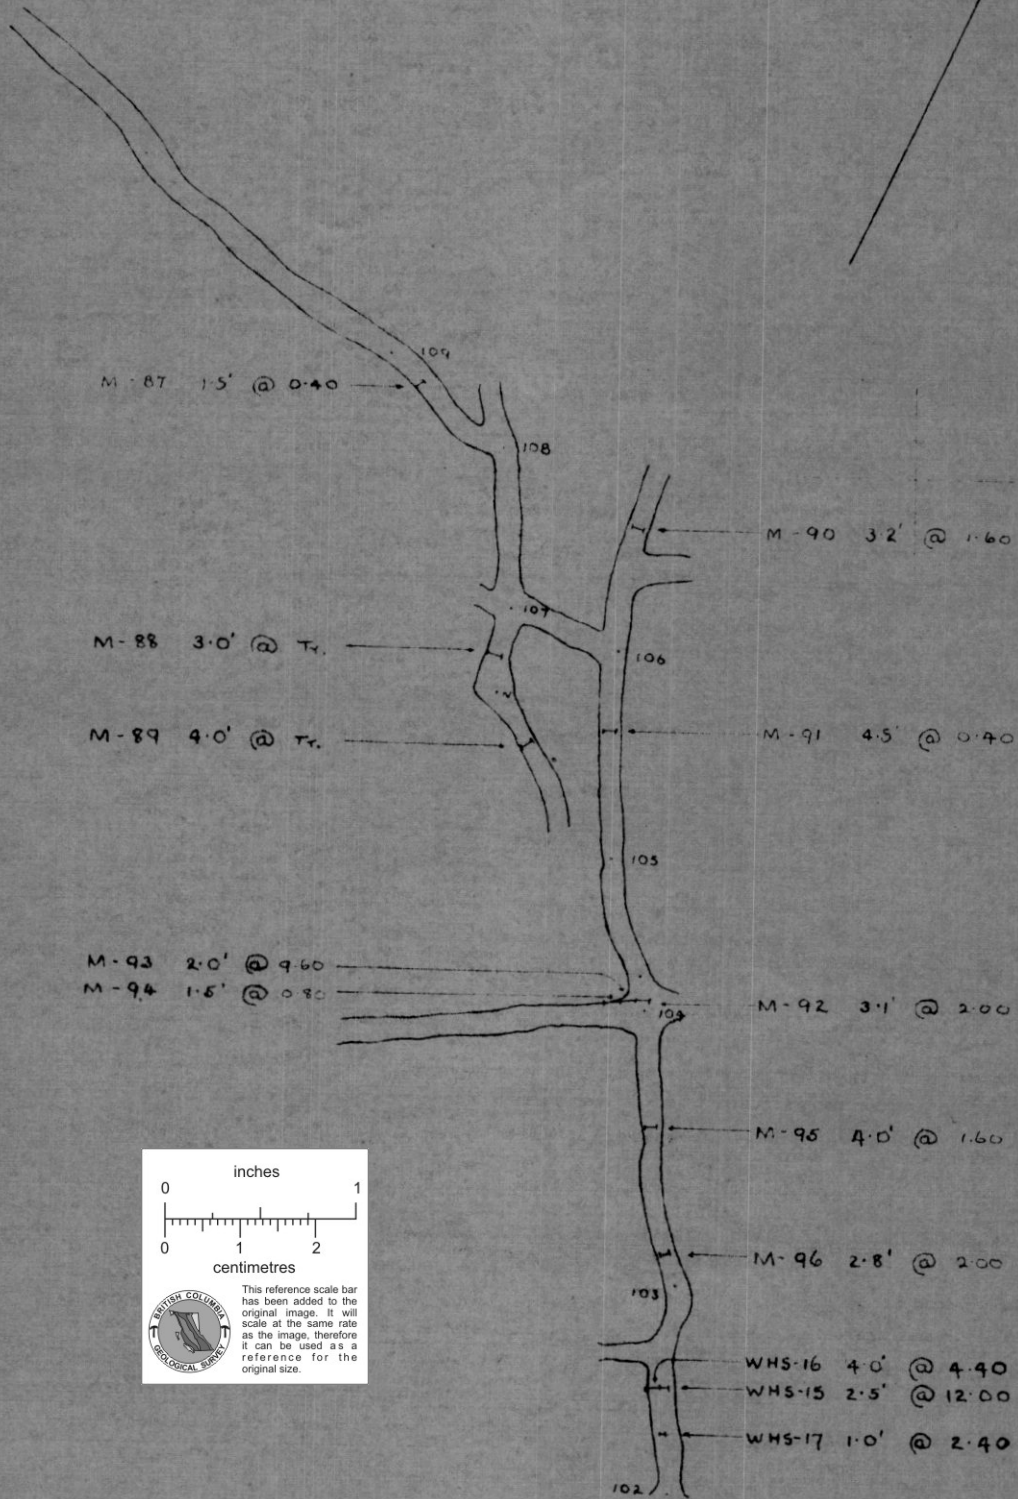 109
M-87 1.5' @ 0.40
108
M-90 3.2' @ 1.60
107
M-88 3.0' @ Tr.
106
M-89 4.0' @ Tr.
M-91 4.5' @ 0.40
105
M-93 2.0' @ 9.60
M-94 1.5' @ 0.80
104
M-92 3.1' @ 2.00
M-95 4.0' @ 1.60
inches
0 1
0 1 2
centimetres
This reference scale bar
has been added to the
original image. It will
scale at the same rate
as the image, therefore
it can be used as a
reference for the
original size.
BRITISH COLUMBIA
GEOLOGICAL SURVEY
M-96 2.8' @ 2.00
103
WHS-16 4.0' @ 4.40
WHS-15 2.5' @ 12.00
WHS-17 1.0' @ 2.40
102